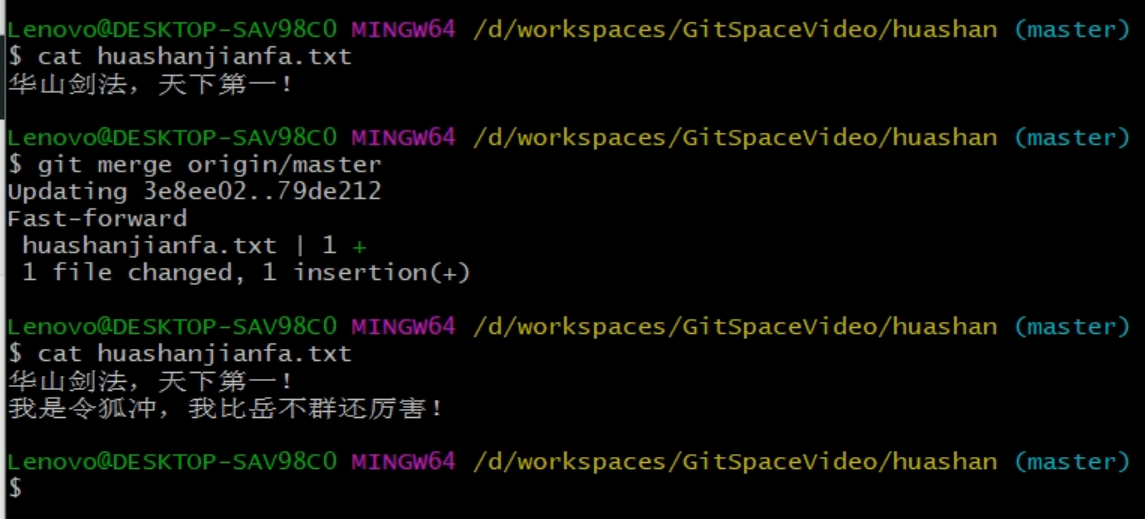 Lenovo@DESKTOP-SAV98C0 MINGW64 /d/workspaces/GitSpaceVideo/huashan (master)
$ cat huashanjianfa.txt
华山剑法，天下第一！
Lenovo@DESKTOP-SAV98C0 MINGW64 /d/workspaces/GitSpaceVideo/huashan (master)
$ git merge origin/master
Updating 3e8ee02..79de212
Fast-forward
 huashanjianfa.txt | 1 +
 1 file changed, 1 insertion(+)
Lenovo@DESKTOP-SAV98C0 MINGW64 /d/workspaces/GitSpaceVideo/huashan (master)
$ cat huashanjianfa.txt
华山剑法，天下第一！
我是令狐冲，我比岳不群还厉害！
Lenovo@DESKTOP-SAV98C0 MINGW64 /d/workspaces/GitSpaceVideo/huashan (master)
$